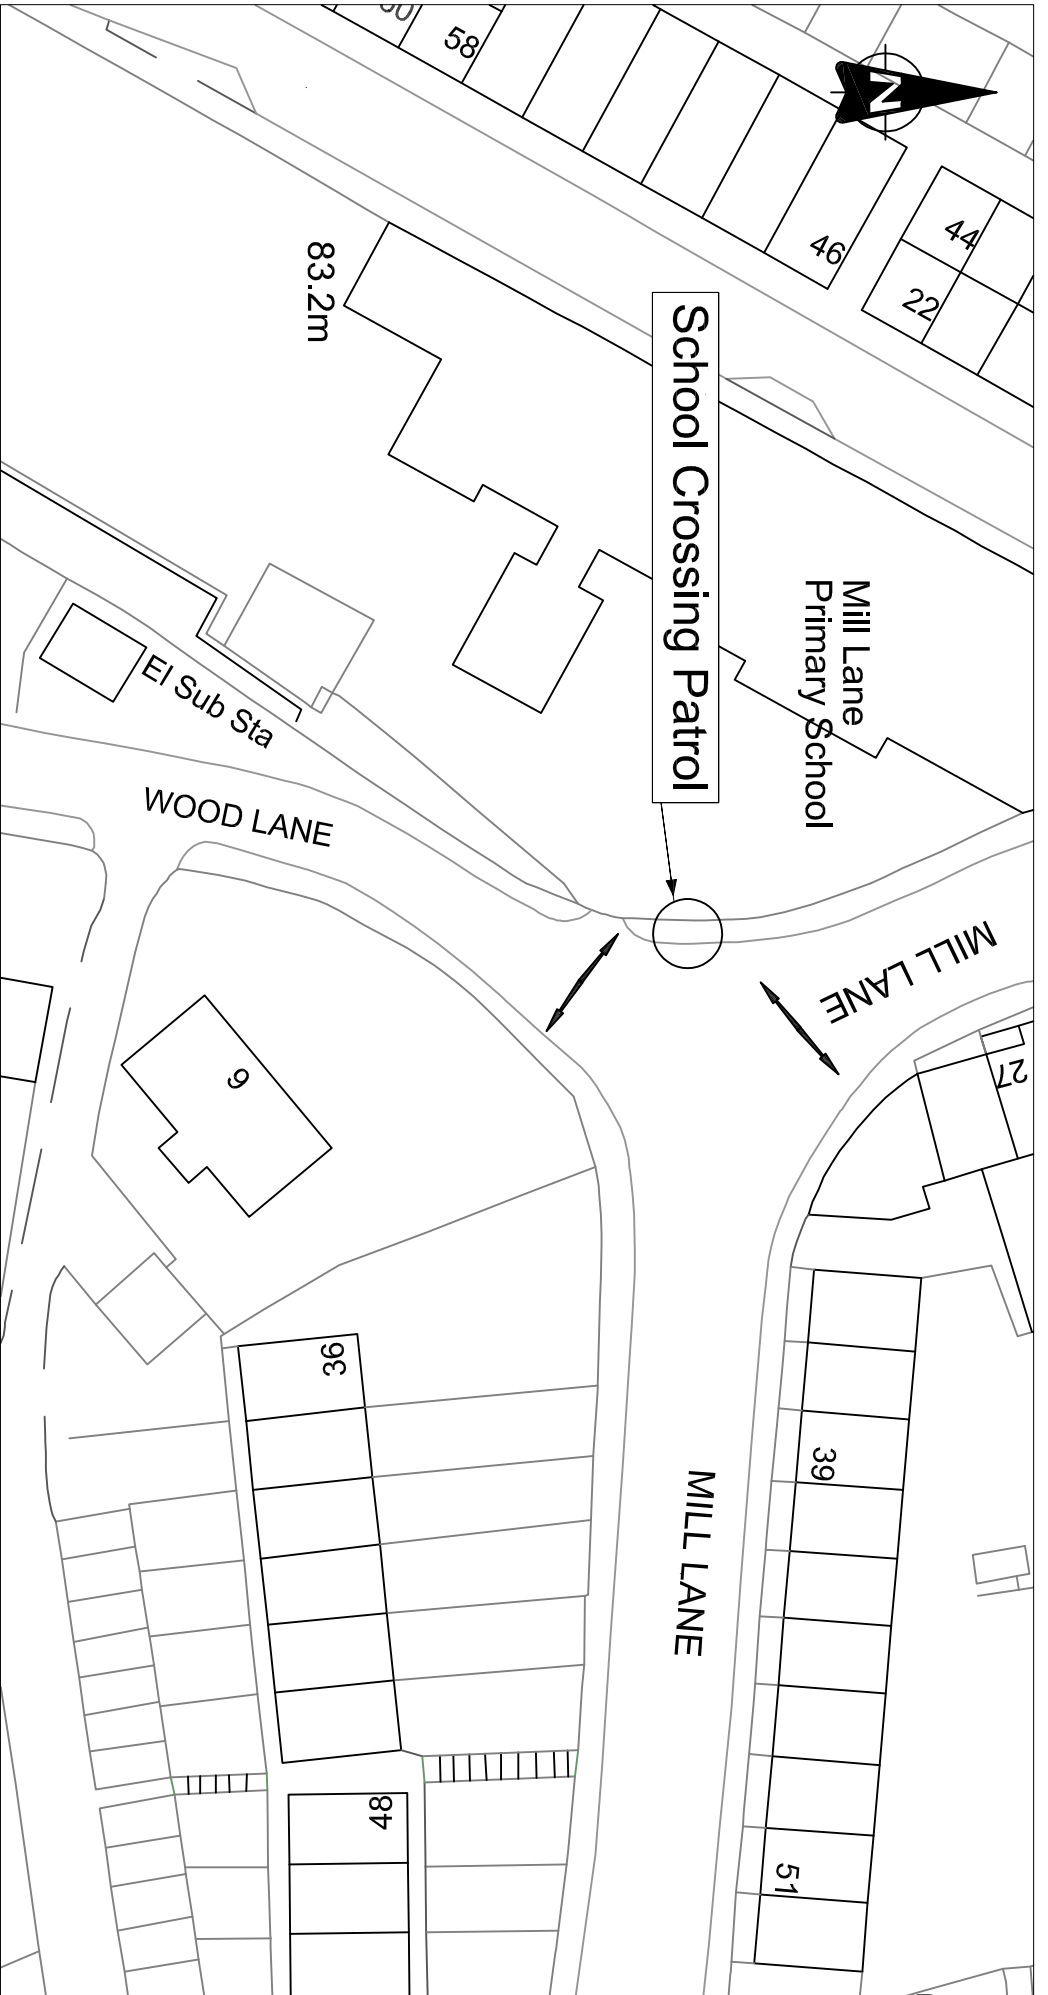 N
58
46
44
22
83.2m
School Crossing Patrol
Mill Lane
Primary School
El Sub Sta
WOOD LANE
MILL LANE
27
9
36
39
MILL LANE
48
51